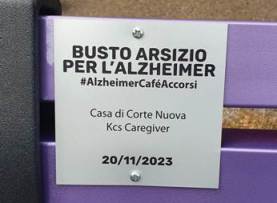 BUSTO ARSIZIO
PER L'ALZHEIMER
#AlzheimerCaféAccorsi
Casa di Corte Nuova
Kcs Caregiver
20/11/2023